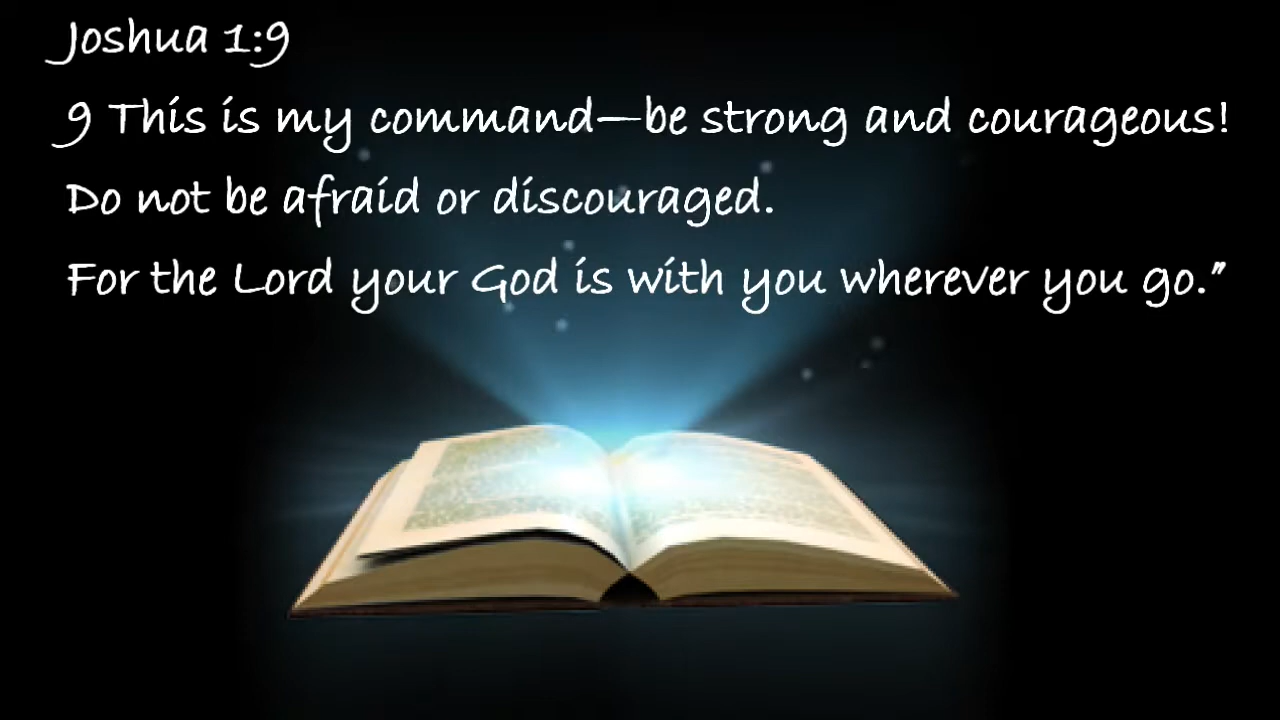 Joshua 1:9
9 This is my command—be strong and courageous!
Do not be afraid or discouraged.
For the Lord your God is with you wherever you go.”